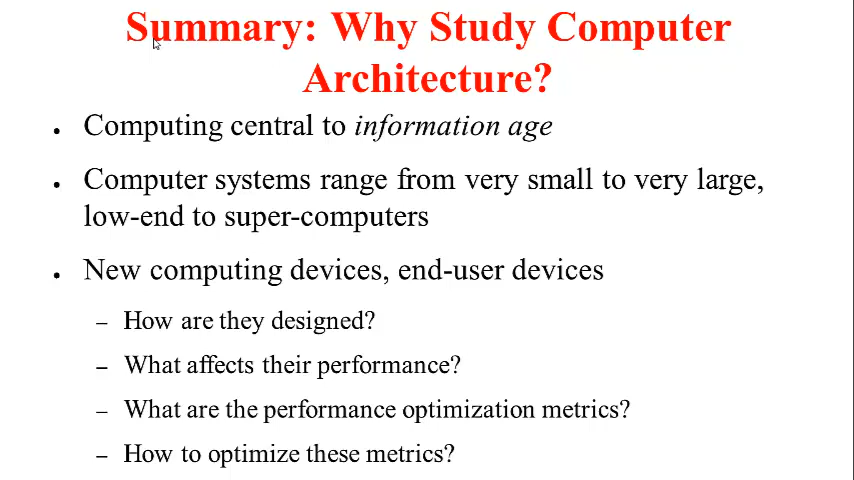 Summary: Why Study Computer
Architecture?
• Computing central to information age
• Computer systems range from very small to very large,
low-end to super-computers
• New computing devices, end-user devices
– How are they designed?
– What affects their performance?
– What are the performance optimization metrics?
– How to optimize these metrics?